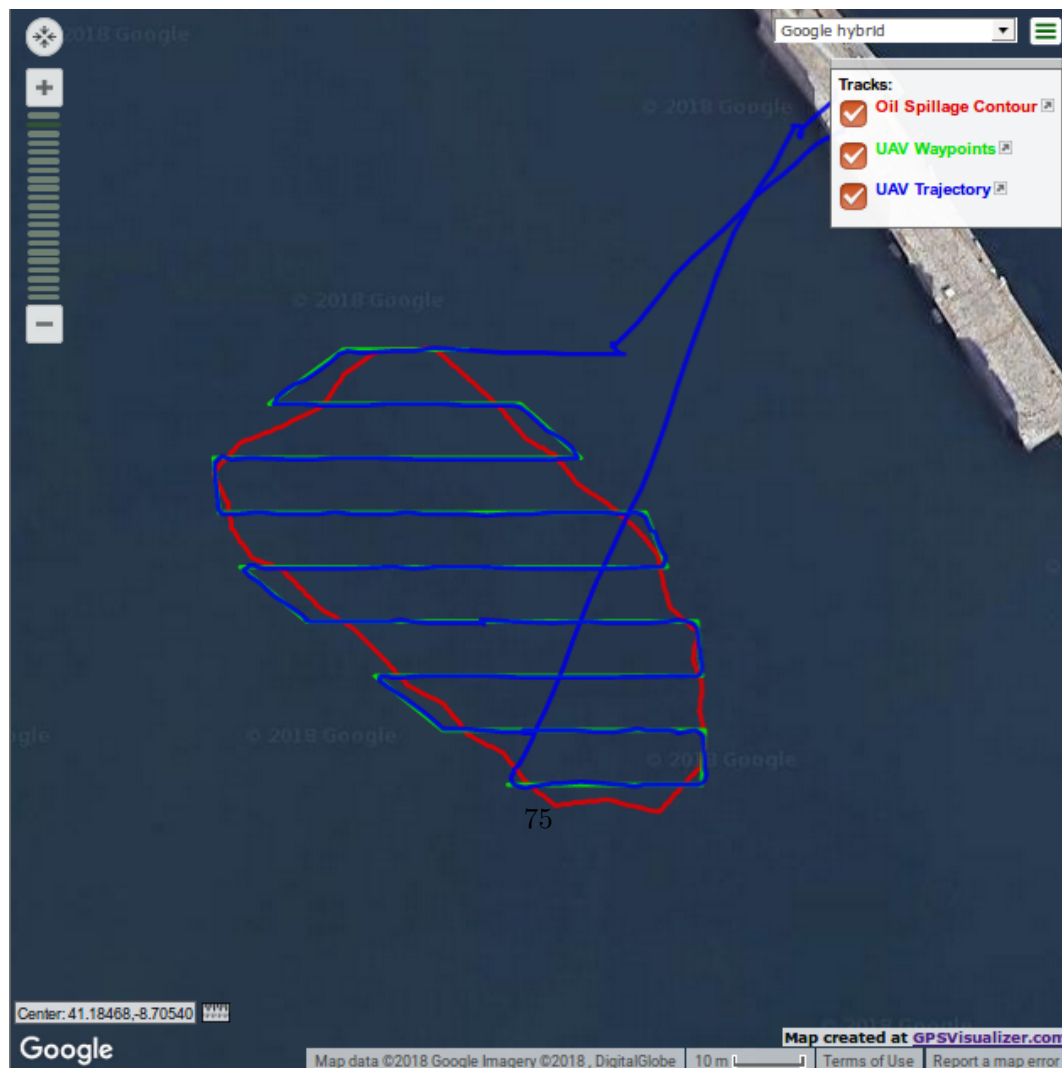 2018 Google
Google hybrid
© 2018 Google
Tracks:
Oil Spillage Contour
UAV Waypoints
UAV Trajectory
© 2018 Google
gle
© 2018 Google
© 2018 Google
75
Center: 41.18468,-8.70540
© 2018 Google
Map created at GPSVisualizer.com
Google
Map data ©2018 Google Imagery ©2018 , DigitalGlobe
10 m
Terms of Use
Report a map error